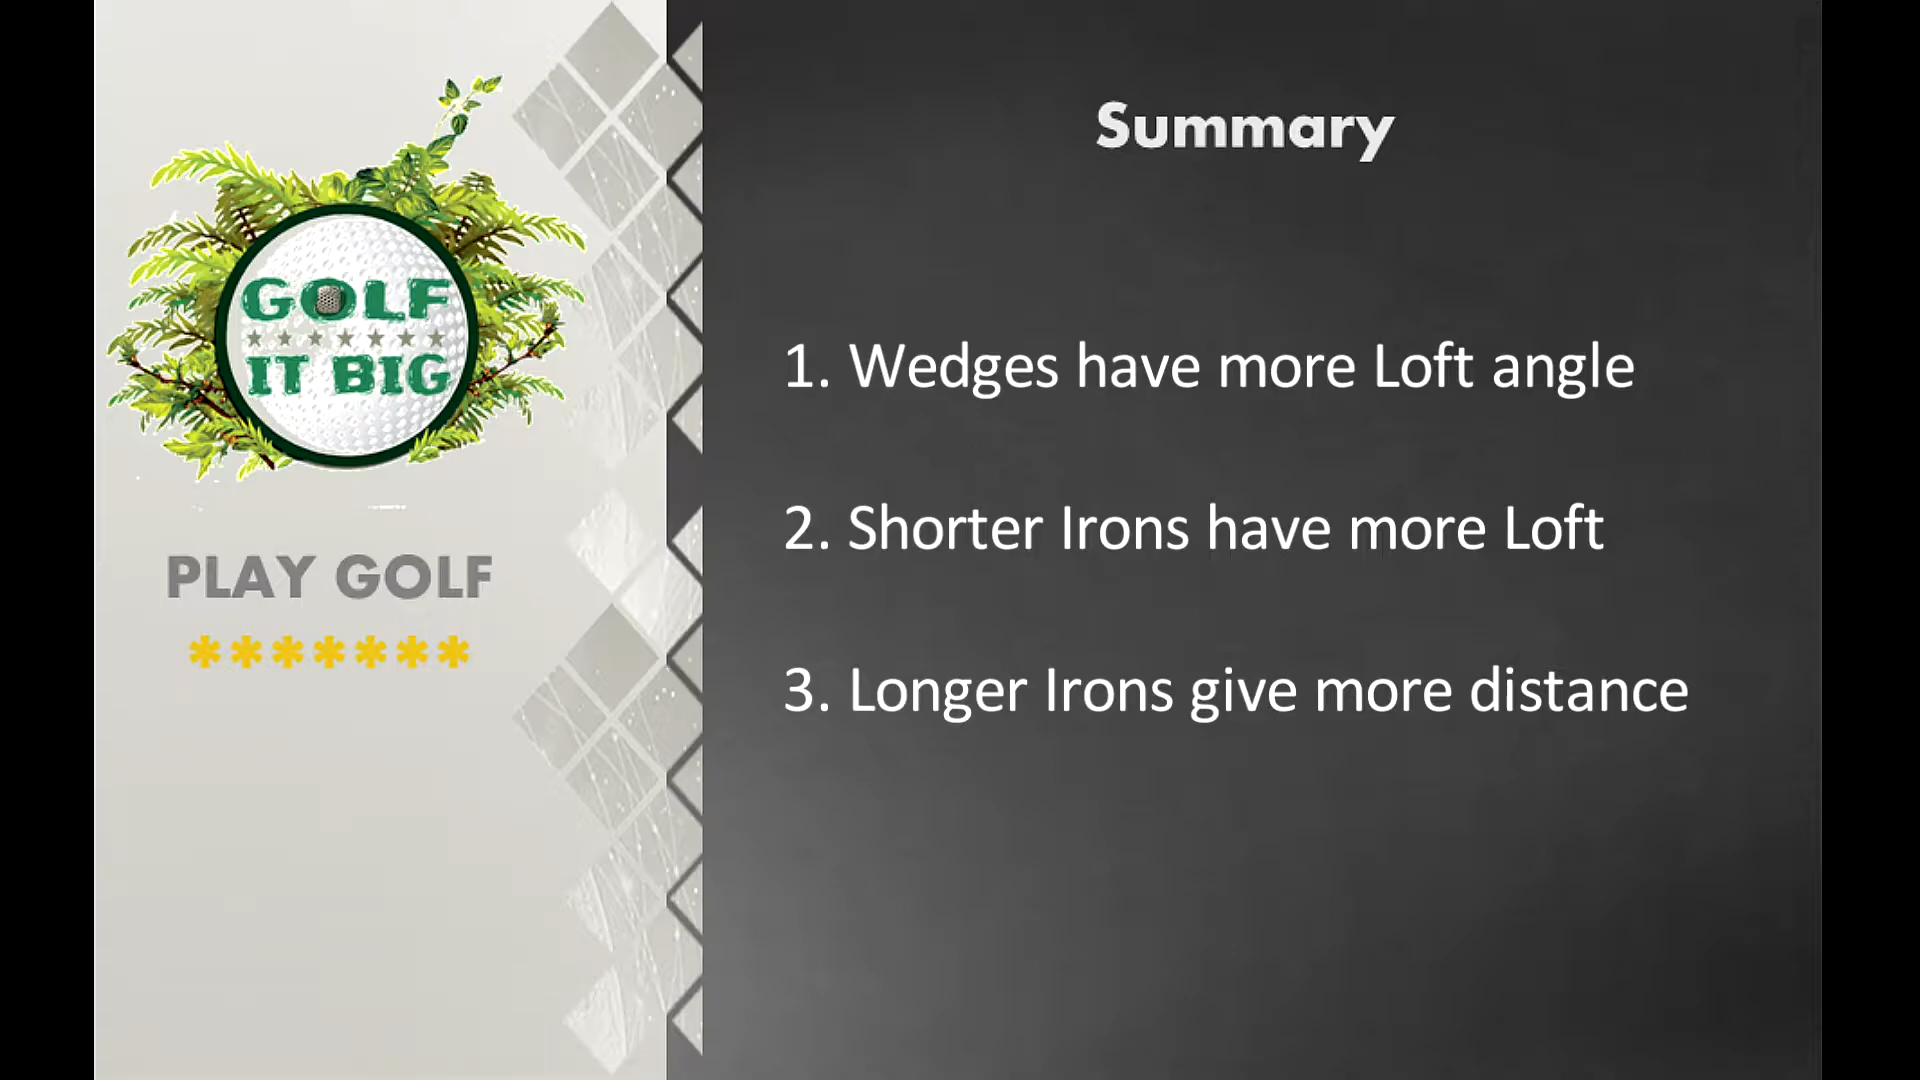 GOLF
IT BIG
PLAY GOLF
*******
Summary
1. Wedges have more Loft angle
2. Shorter Irons have more Loft
3. Longer Irons give more distance